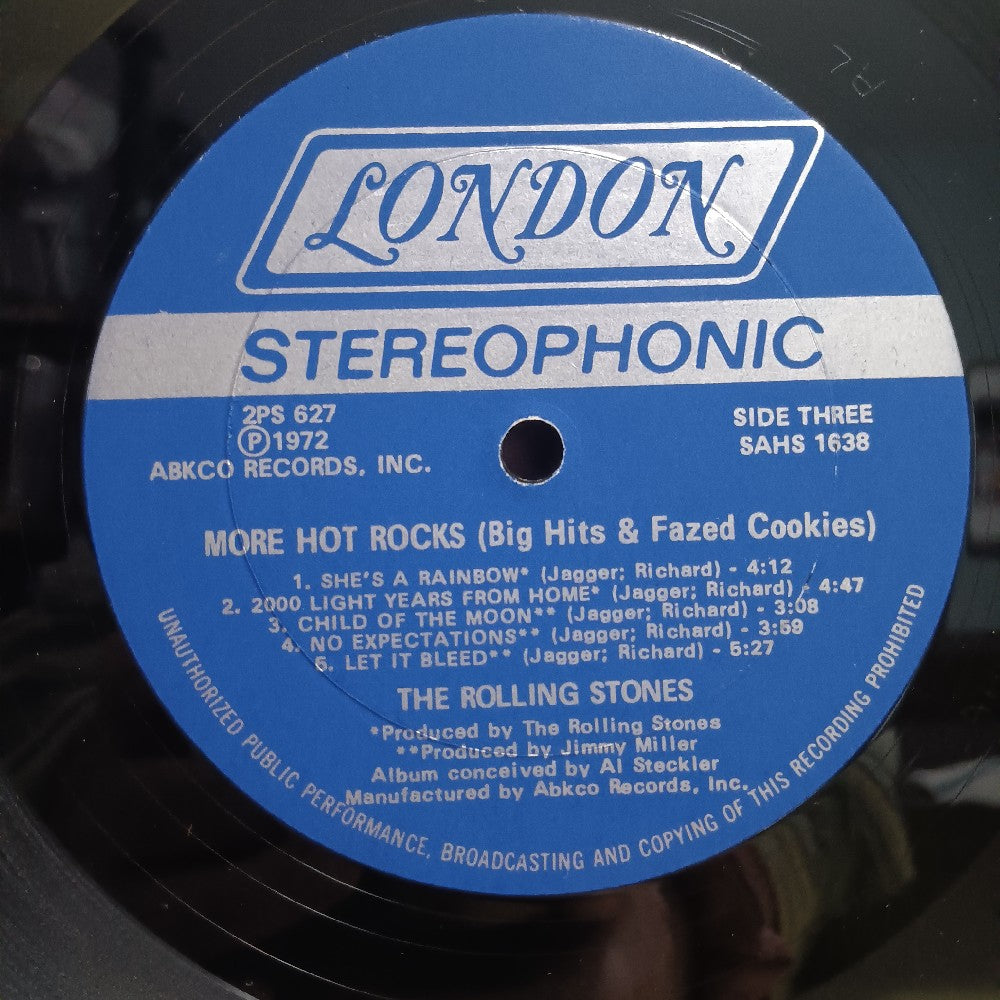 LONDON
STEREOPHONIC
2PS 627
Ⓟ1972
ABKCO RECORDS, INC.
SIDE THREE
SAHS 1638
MORE HOT ROCKS (Big Hits & Fazed Cookies)
1. SHE'S A RAINBOW* (Jagger; Richard) - 4:12
2. 2000 LIGHT YEARS FROM HOME* (Jagger; Richard) - 4:47
3. CHILD OF THE MOON** (Jagger; Richard) - 3:08
4. NO EXPECTATIONS** (Jagger; Richard) - 3:59
5. LET IT BLEED** (Jagger; Richard) - 5:27
THE ROLLING STONES
*Produced by The Rolling Stones
**Produced by Jimmy Miller
Album conceived by Al Steckler
Manufactured by Abkco Records, Inc.
UNAUTHORIZED PUBLIC PERFORMANCE, BROADCASTING AND COPYING OF THIS RECORDING PROHIBITED
RL